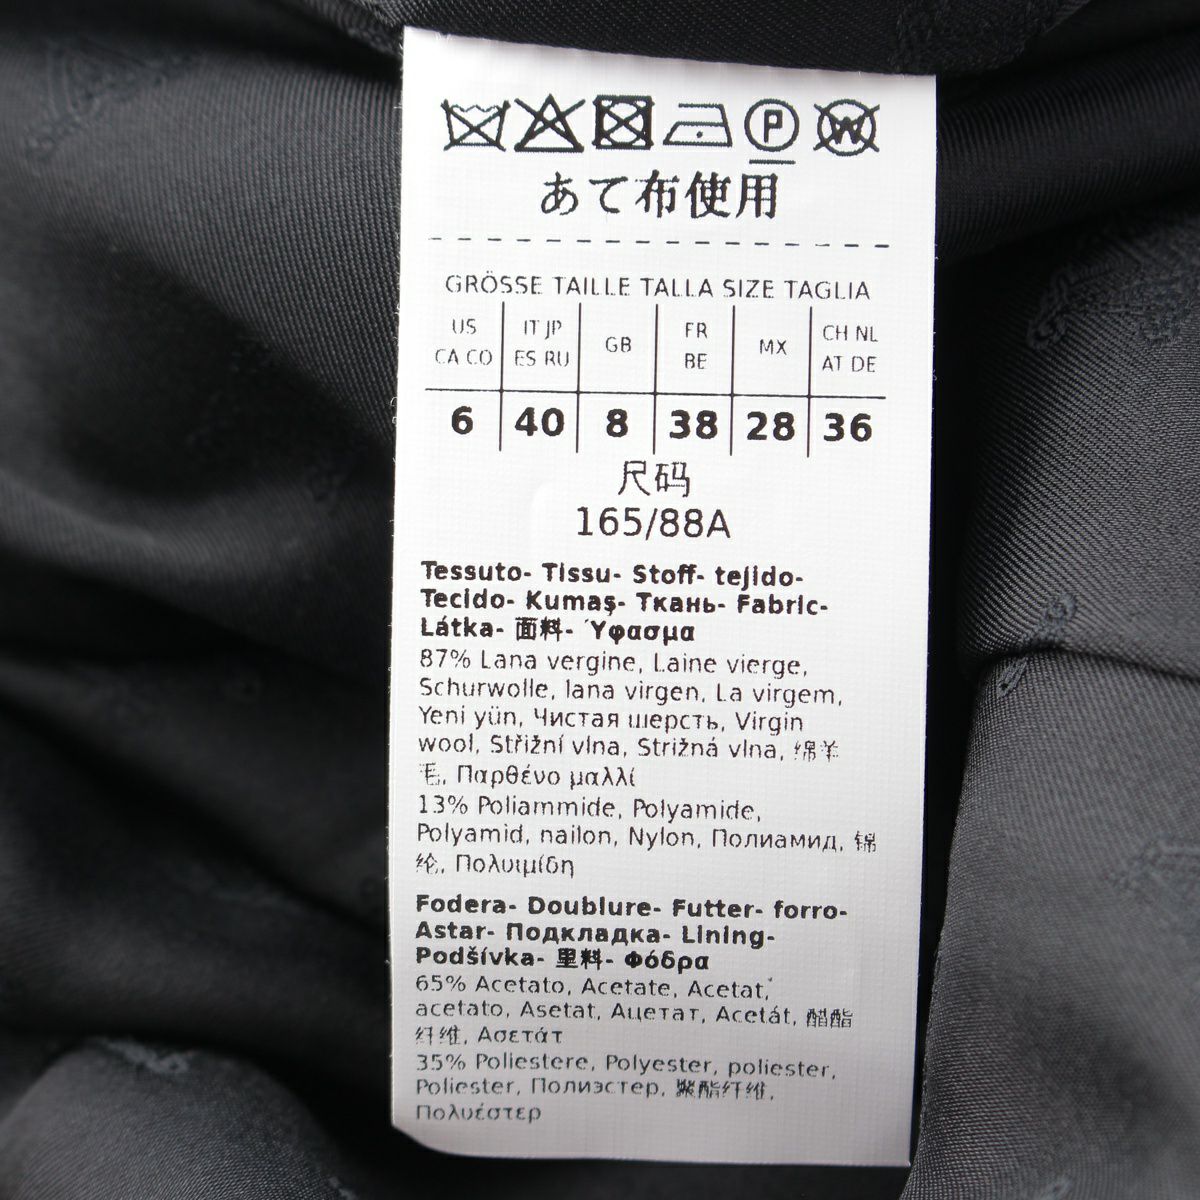 P W
あて布使用
GRÖSSE TAILLE TALLA SIZE TAGLIA
US CA CO | IT JP ES RU | GB | FR BE | MX | CH NL AT DE
6 | 40 | 8 | 38 | 28 | 36
尺码
165/88A
Tessuto- Tissu- Stoff- tejido-
Tecido- Kumaş- Ткань- Fabric-
Látka- 面料- Ύφασμα
87% Lana vergine, Laine vierge,
Schurwolle, lana virgen, La virgem,
Yeni yün, Чистая шерсть, Virgin
wool, Střižní vlna, Strižná vlna, 绵羊
毛, Παρθένο μαλλί
13% Poliammide, Polyamide,
Polyamid, nailon, Nylon, Полиамид, 锦
纶, Πολυιμίδη
Fodera- Doublure- Futter- forro-
Astar- Подкладка- Lining-
Podšívka- 里料- Φόδρα
65% Acetato, Acetate, Acetat,
acetato, Asetat, Ацетат, Acetát, 醋酯
纤维, Ασετάτ
35% Poliestere, Polyester, poliester,
Poliester, Полиэстер, 聚酯纤维,
Πολυέστερ